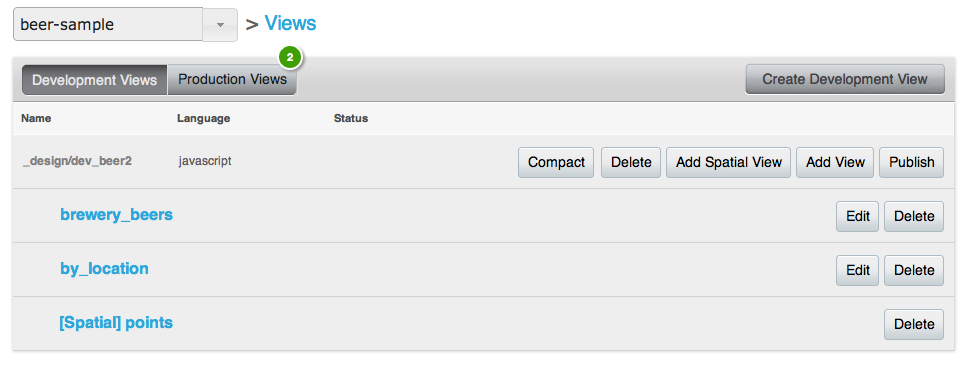 beer-sample > Views
2
Development Views Production Views Create Development View
Name Language Status
_design/dev_beer2 javascript Compact Delete Add Spatial View Add View Publish
brewery_beers Edit Delete
by_location Edit Delete
[Spatial] points Delete